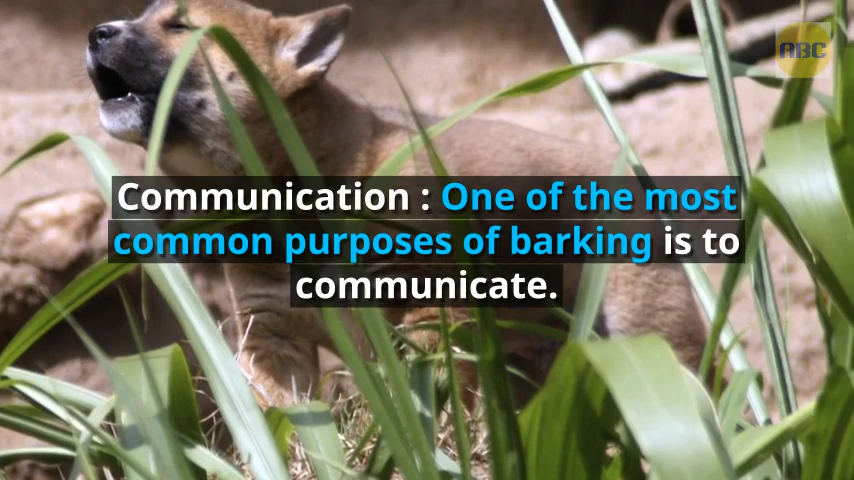 ABC
Communication : One of the most
common purposes of barking is to
communicate.